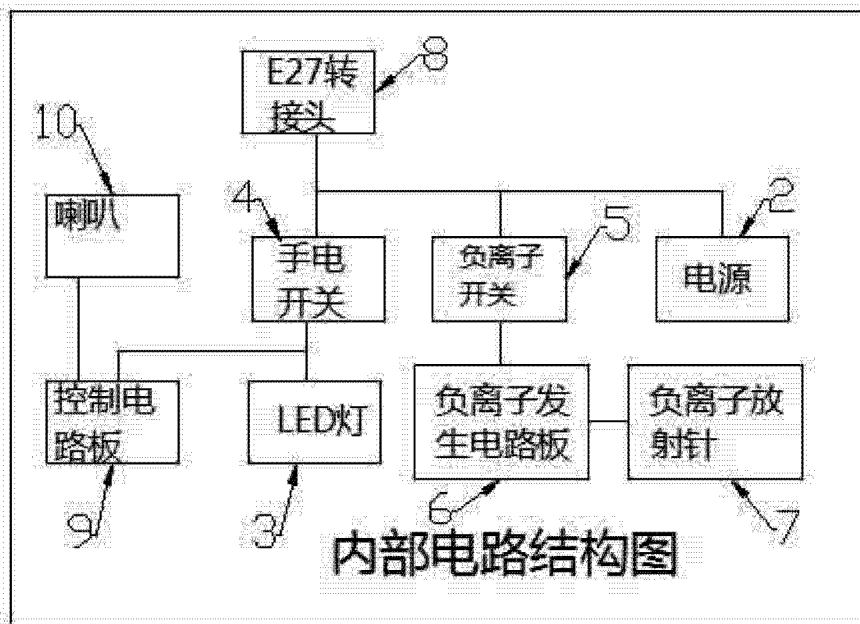 E27转
接头
8
10
喇叭
4
手电
开关
负离子
开关
5
电源
2
控制电
路板
9
LED灯
3
负离子发
生电路板
6
负离子放
射针
7
内部电路结构图